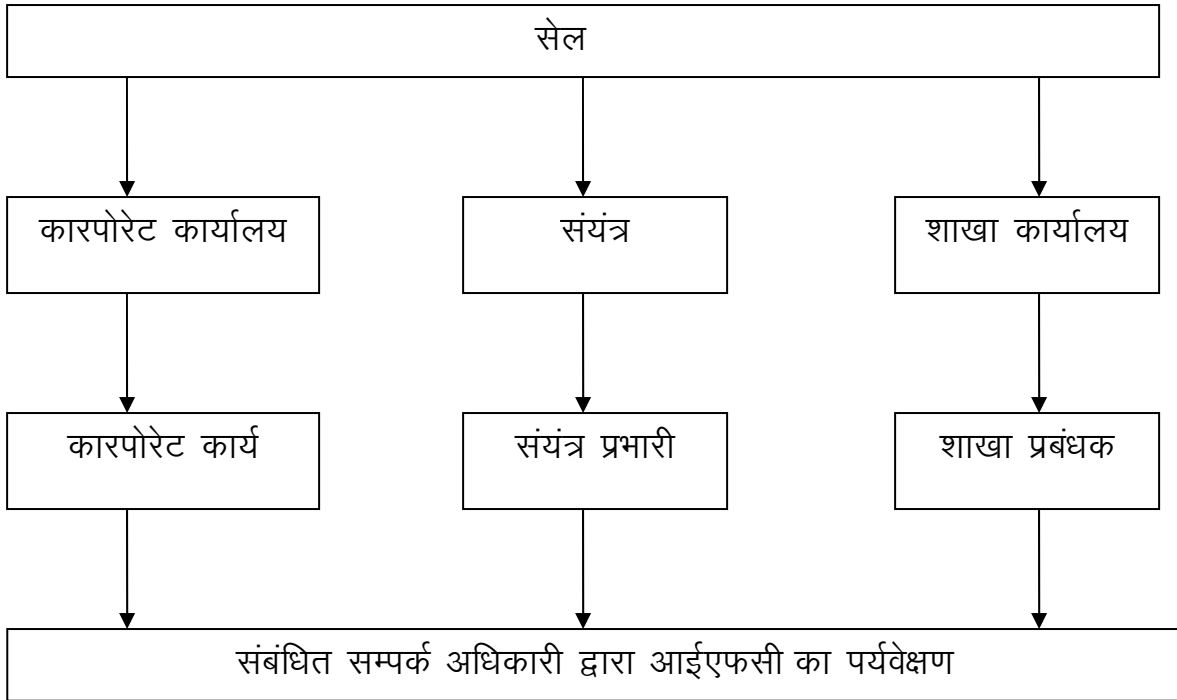 सेल
कारपोरेट कार्यालय
संयंत्र
शाखा कार्यालय
कारपोरेट कार्य
संयंत्र प्रभारी
शाखा प्रबंधक
संबंधित सम्पर्क अधिकारी द्वारा आईएफसी का पर्यवेक्षण